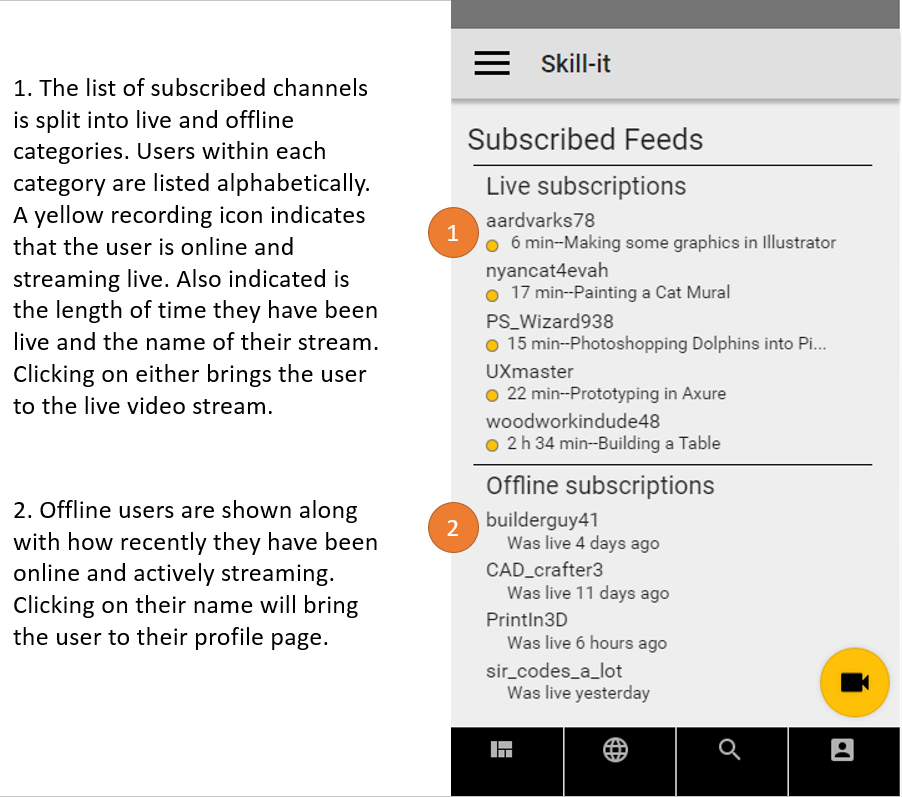 1. The list of subscribed channels
is split into live and offline
categories. Users within each
category are listed alphabetically.
A yellow recording icon indicates
that the user is online and
streaming live. Also indicated is
the length of time they have been
live and the name of their stream.
Clicking on either brings the user
to the live video stream.
2. Offline users are shown along
with how recently they have been
online and actively streaming.
Clicking on their name will bring
the user to their profile page.
Skill-it
Subscribed Feeds
Live subscriptions
1
aardvarks78
6 min--Making some graphics in Illustrator
nyancat4evah
17 min--Painting a Cat Mural
PS_Wizard938
15 min--Photoshopping Dolphins into Pi...
UXmaster
22 min--Prototyping in Axure
woodworkindude48
2 h 34 min--Building a Table
Offline subscriptions
2
builderguy41
Was live 4 days ago
CAD_crafter3
Was live 11 days ago
PrintIn3D
Was live 6 hours ago
sir_codes_a_lot
Was live yesterday